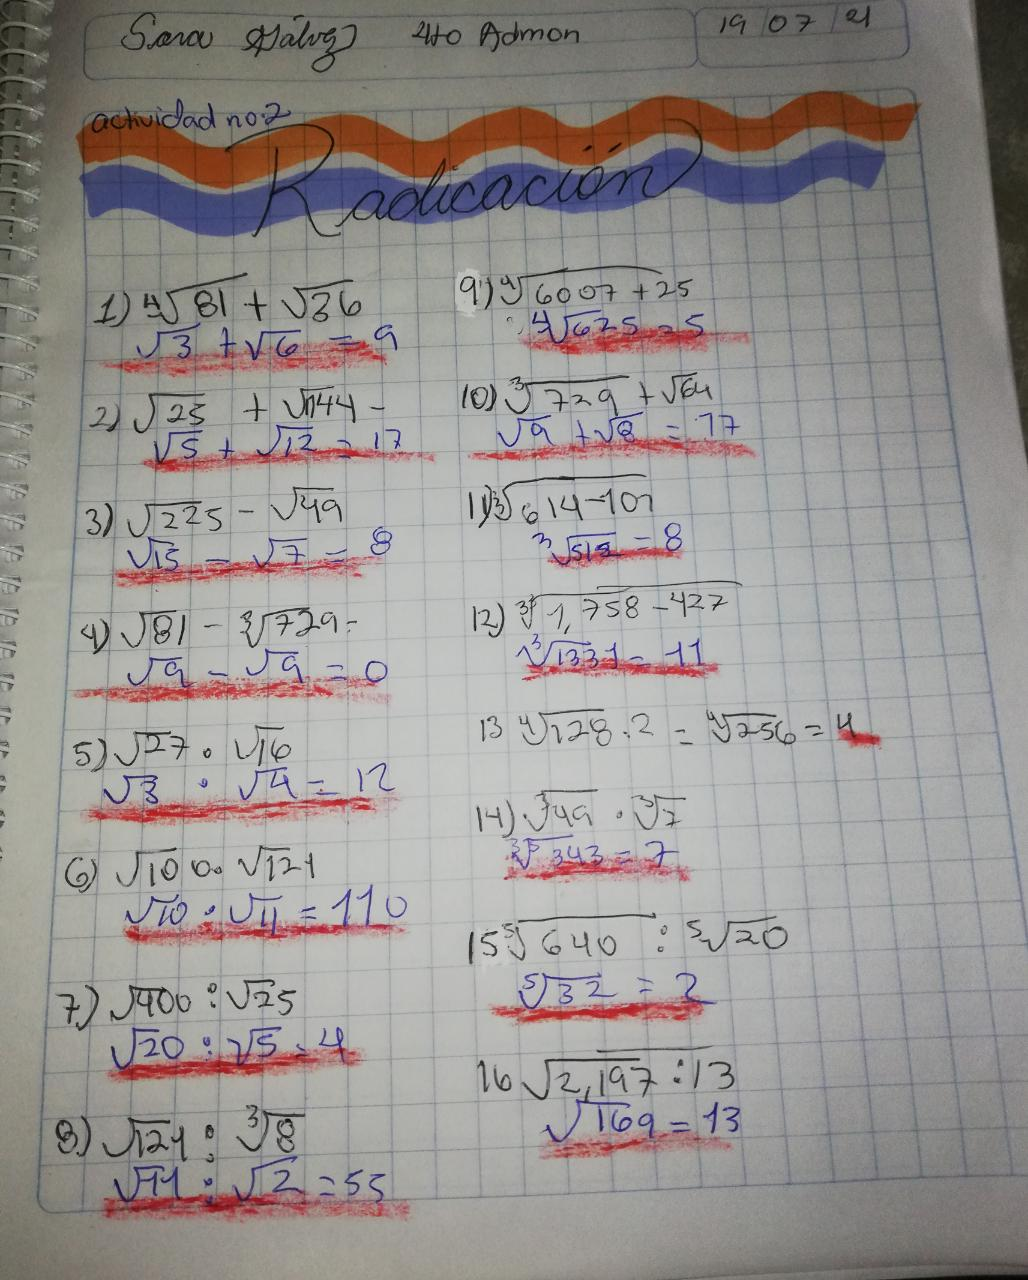 Sara Gálvez 4to Admon 19/07/21
actividad no.2
Radicación
1) ⁴√81 + √36
√3 + √6 = 9
2) √25 + √144 -
√5 + √12 = 17
3) √225 - √49
√15 - √7 = 8
4) √81 - ³√729 =
√9 - √9 = 0
5) √27 · √16
√3 · √4 = 12
6) √100 · √121
√10 · √11 = 110
7) √400 : √25
√20 : √5 = 4
8) √121 : ³√8
√11 : √2 = 55
9) ⁴√6007 + 25
⁴√625 = 5
10) ³√729 + √64
√9 + √8 = 17
11) ³√614 - 107
³√512 = 8
12) ³√1,758 - 427
³√1331 = 11
13 ⁴√128 · 2 = ⁴√256 = 4
14) ³√49 · ³√7
³√343 = 7
15 ⁵√640 : ⁵√20
⁵√32 = 2
16 √2,197 : 13
√169 = 13